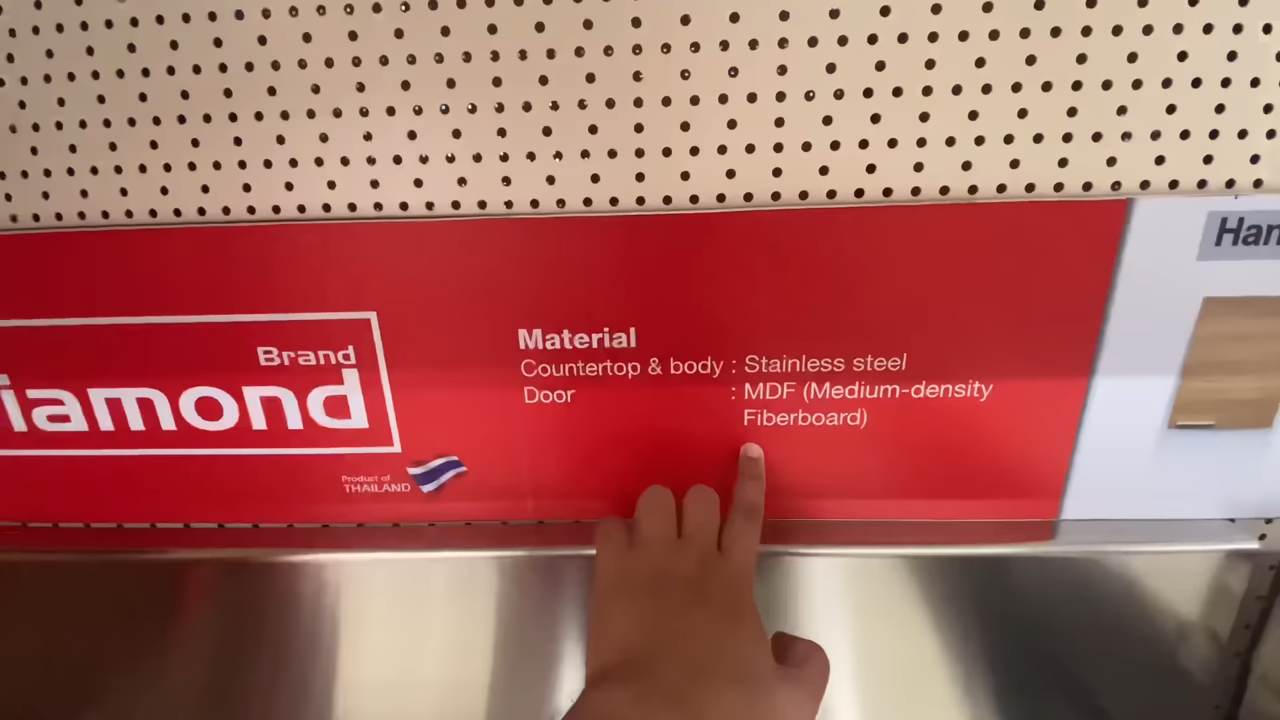 Brand
iamond
Product of
THAILAND
Material
Countertop & body : Stainless steel
Door : MDF (Medium-density
Fiberboard)
Han